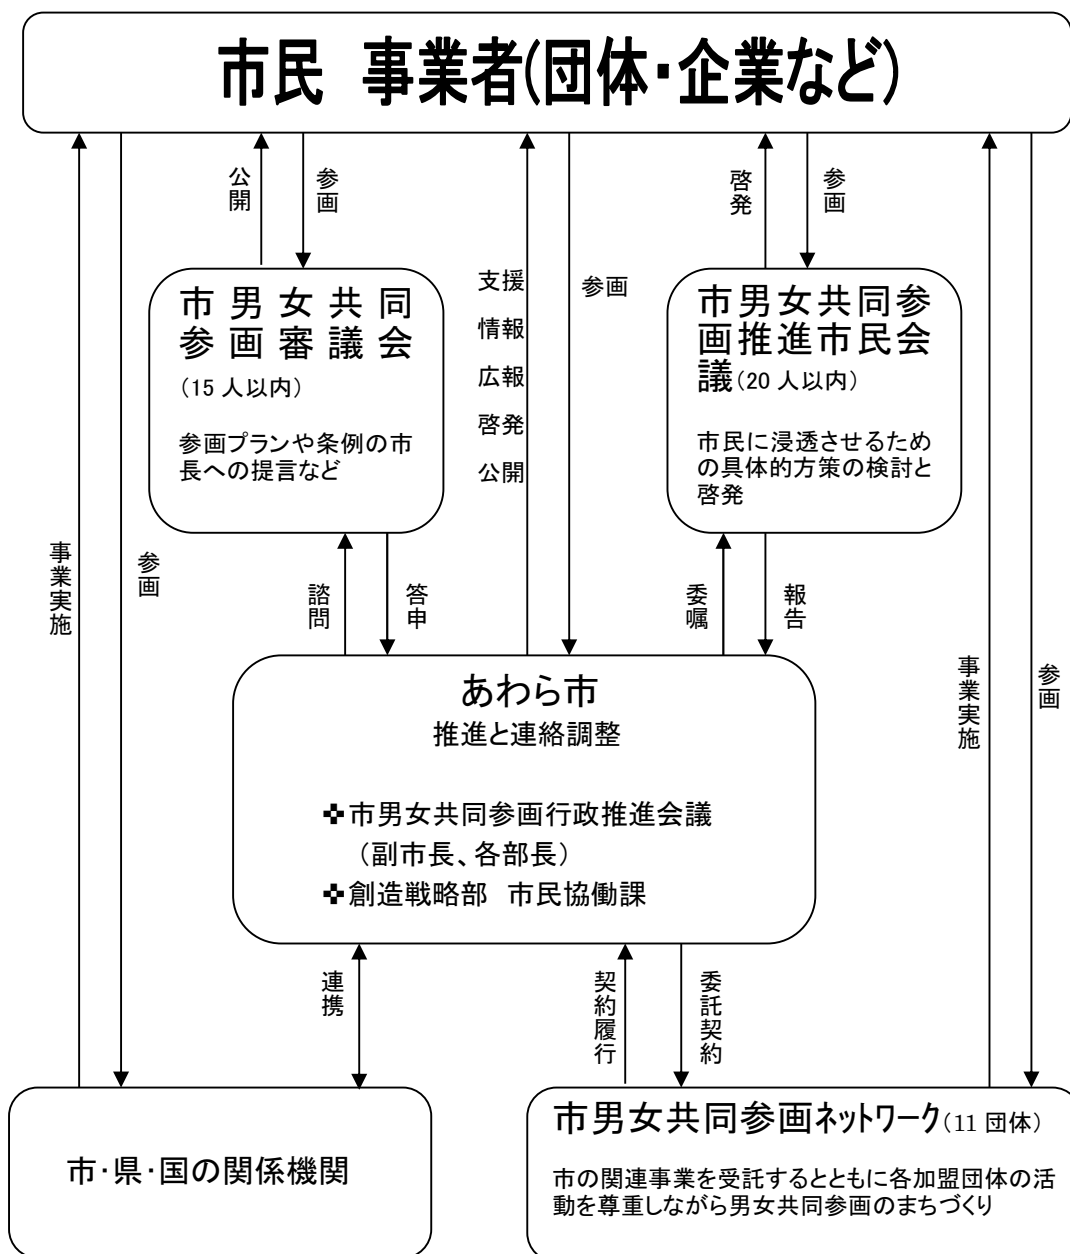 市民　事業者(団体・企業など)
公開
参画
啓発
参画
市男女共同
参画審議会
（15 人以内）
参画プランや条例の市
長への提言など
支援
情報
広報
啓発
公開
参画
市男女共同参
画推進市民会
議（20 人以内）
市民に浸透させるため
の具体的方策の検討と
啓発
事業実施
参画
諮問
答申
委嘱
報告
事業実施
参画
あわら市
推進と連絡調整
✤市男女共同参画行政推進会議
（副市長、各部長）
✤創造戦略部　市民協働課
連携
契約履行
委託契約
市・県・国の関係機関
市男女共同参画ネットワーク（11 団体）
市の関連事業を受託するとともに各加盟団体の活
動を尊重しながら男女共同参画のまちづくり